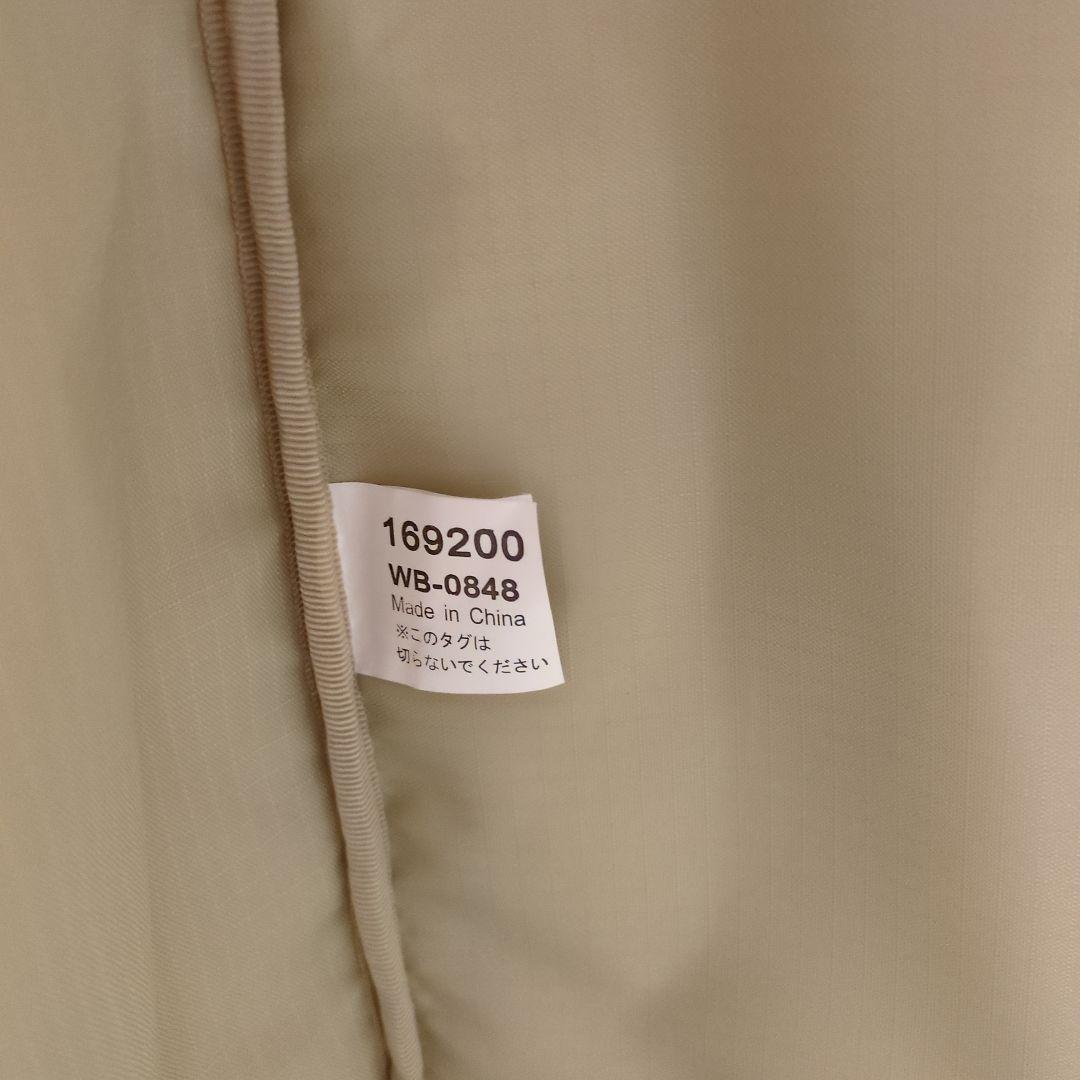 169200
WB-0848
Made in China
※このタグは
切らないでください